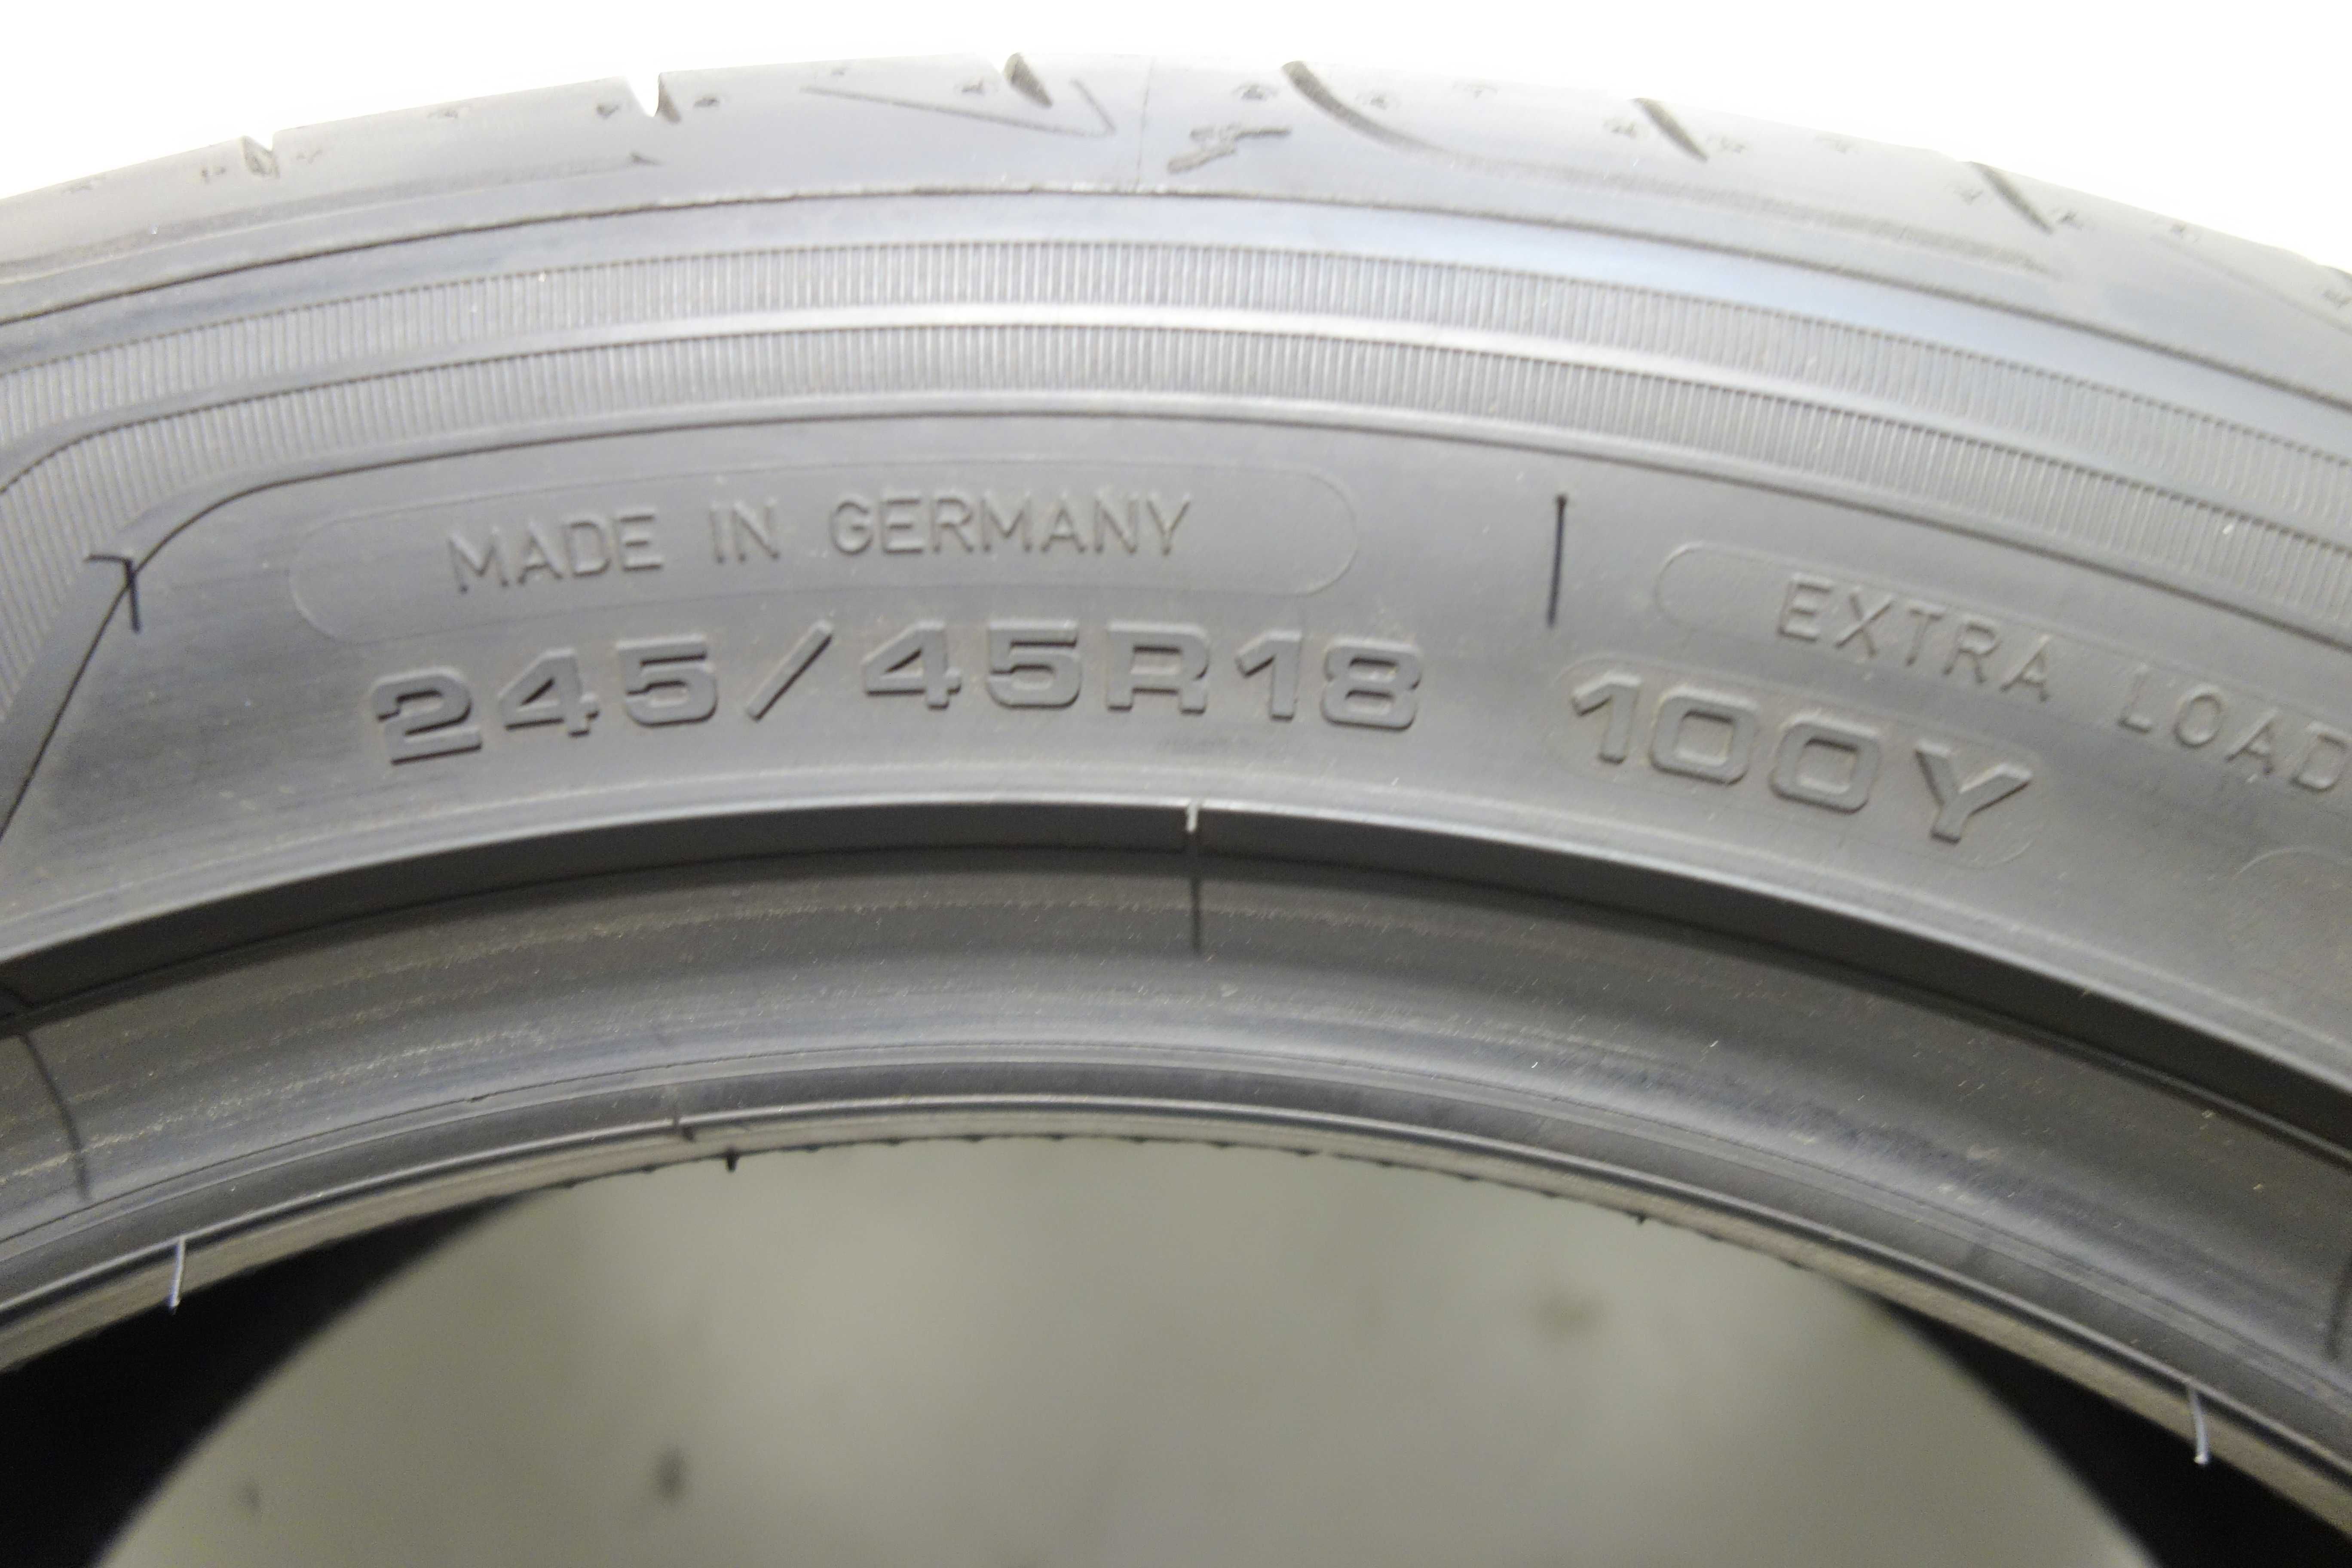 MADE IN GERMANY
245/45R18
EXTRA LOAD
100Y